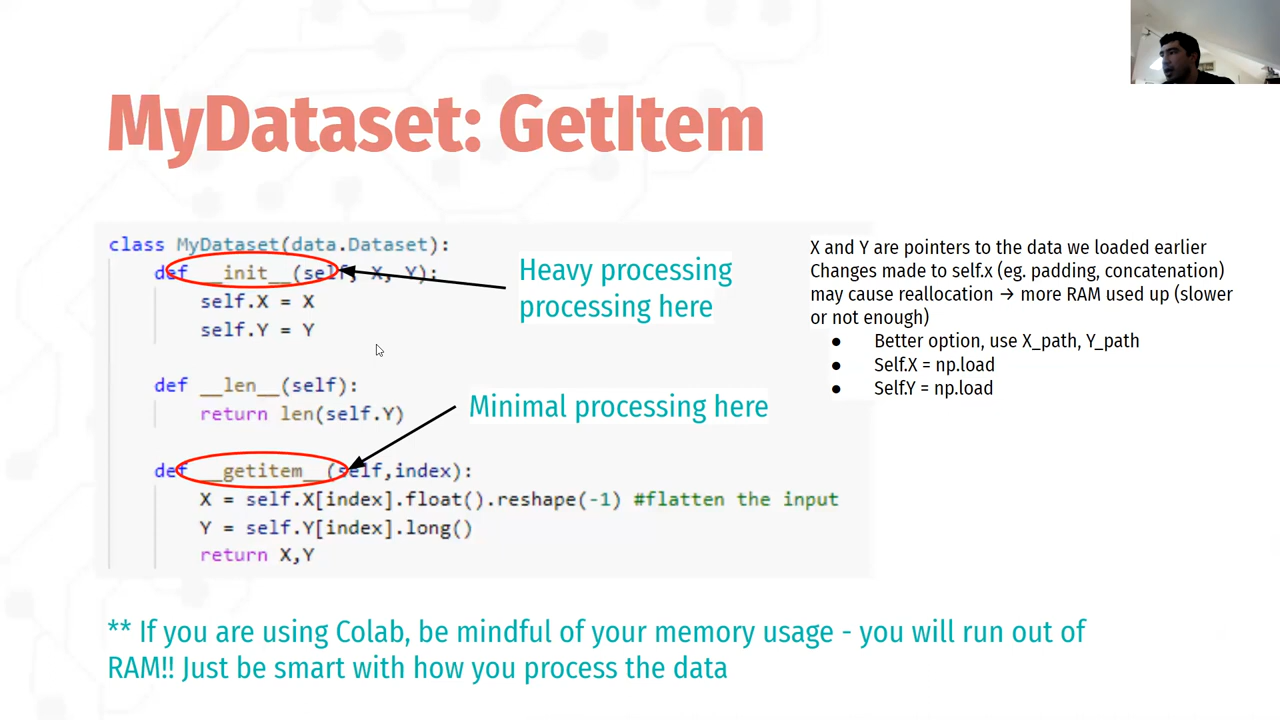 MyDataset: GetItem
class MyDataset(data.Dataset):
def __init__(self, X, Y):
self.X = X
self.Y = Y
def __len__(self):
return len(self.Y)
def __getitem__(self,index):
X = self.X[index].float().reshape(-1) #flatten the input
Y = self.Y[index].long()
return X,Y
Heavy processing
processing here
Minimal processing here
X and Y are pointers to the data we loaded earlier
Changes made to self.x (eg. padding, concatenation)
may cause reallocation → more RAM used up (slower
or not enough)
● Better option, use X_path, Y_path
● Self.X = np.load
● Self.Y = np.load
** If you are using Colab, be mindful of your memory usage - you will run out of
RAM!! Just be smart with how you process the data